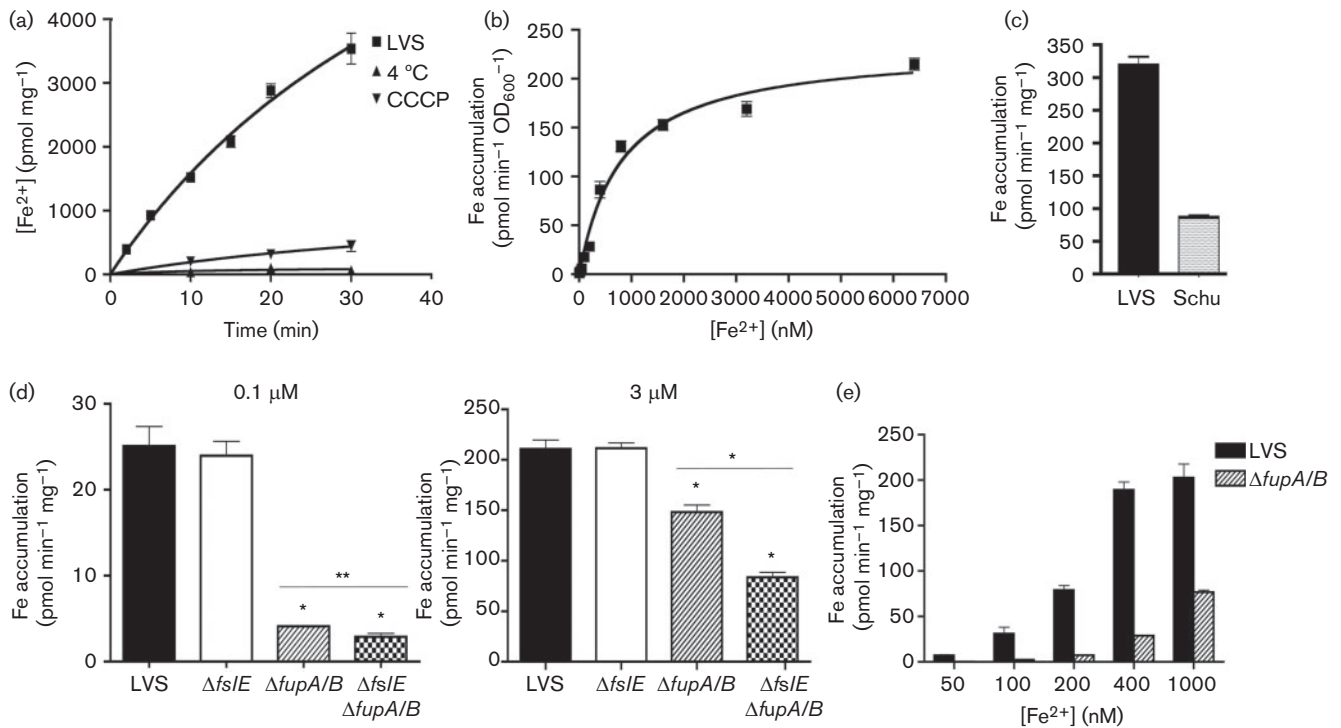 (a)
[Fe²⁺] (pmol mg⁻¹)
4000
3000
2000
1000
0
0 10 20 30 40
Time (min)
LVS
4 °C
CCCP
(b)
Fe accumulation
(pmol min⁻¹ OD₆₀₀⁻¹)
250
200
150
100
50
0
0 1000 2000 3000 4000 5000 6000 7000
[Fe²⁺] (nM)
(c)
Fe accumulation
(pmol min⁻¹ mg⁻¹)
350
300
250
200
150
100
50
0
LVS Schu
(d)
0.1 µM
Fe accumulation
(pmol min⁻¹ mg⁻¹)
30
20
10
0
**
* *
LVS ΔfslE ΔfupA/B ΔfslE
ΔfupA/B
3 µM
Fe accumulation
(pmol min⁻¹ mg⁻¹)
250
200
150
100
50
0
*
*
*
LVS ΔfslE ΔfupA/B ΔfslE
ΔfupA/B
(e)
Fe accumulation
(pmol min⁻¹ mg⁻¹)
250
200
150
100
50
0
LVS
ΔfupA/B
50 100 200 400 1000
[Fe²⁺] (nM)